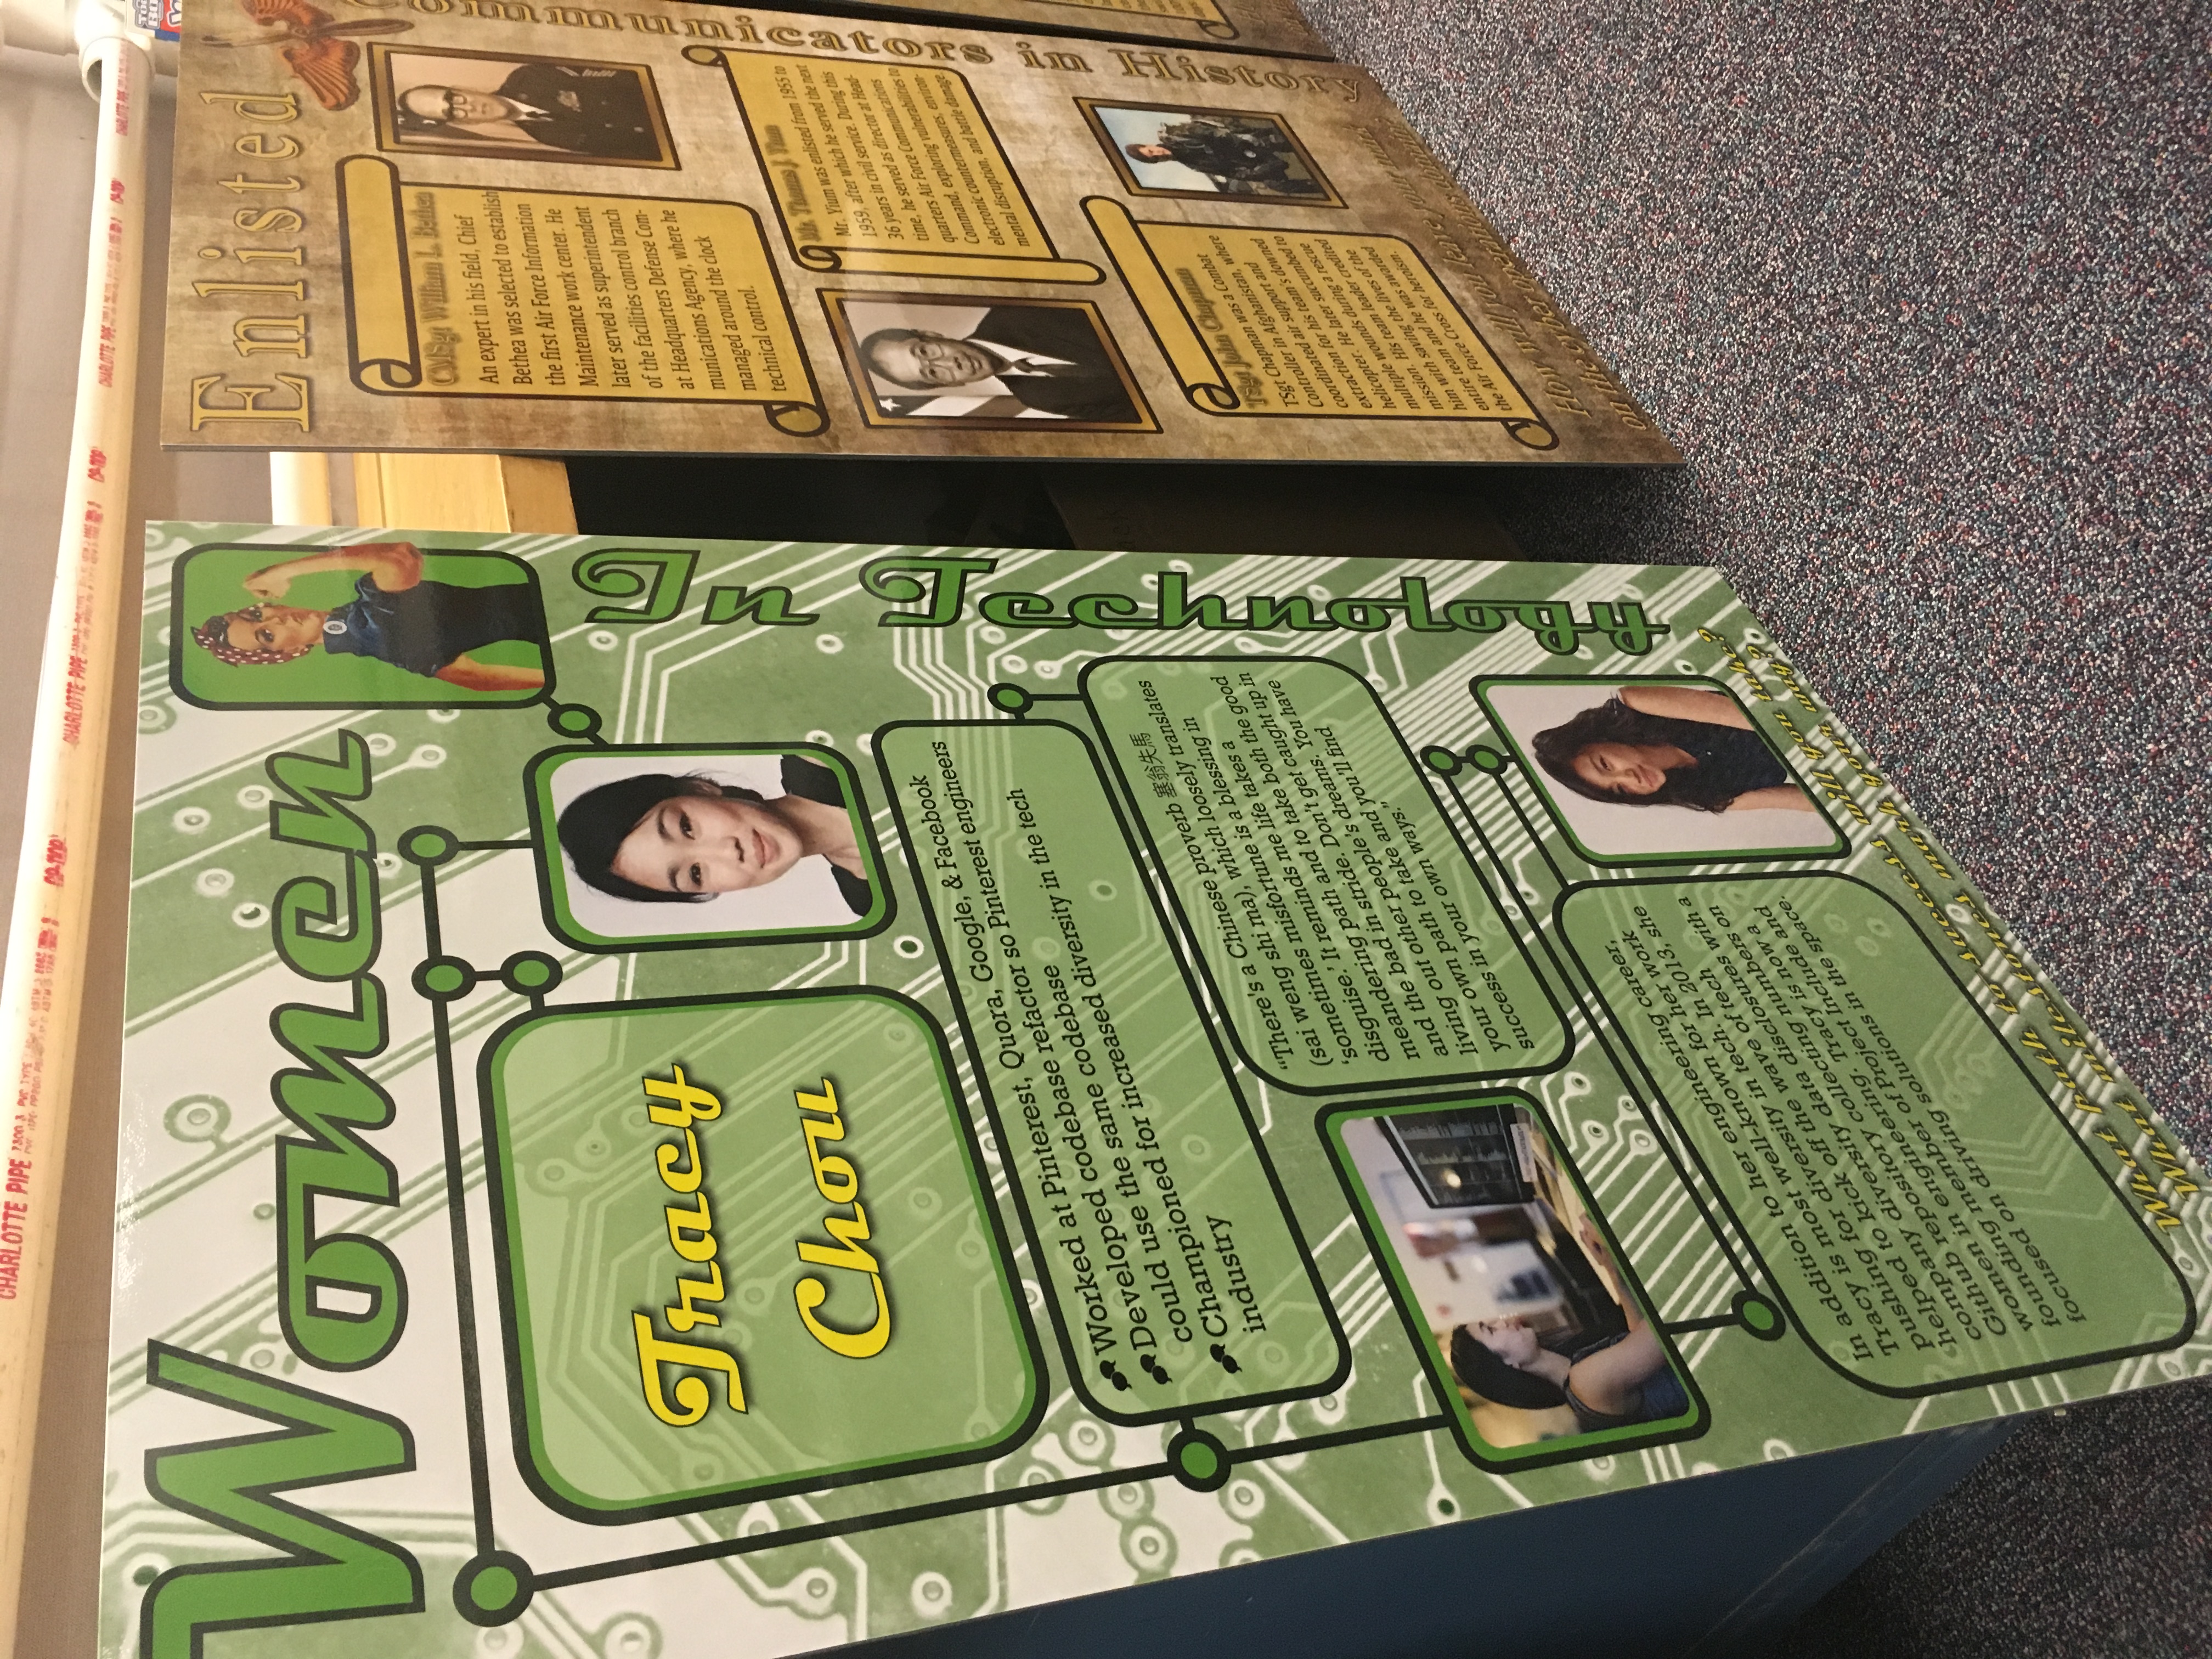 CHARLOTTE PIPE
CHARLOTTE PIPE
CHARLOTTE PIPE
CHARLOTTE PIPE
Women
In Technology
Tracy
Chou
Worked at Pinterest, Quora, Google, & Facebook
Developed codebase refactor so Pinterest engineers
could use the same codebase
Championed for increased diversity in the tech
industry
“There's a Chinese proverb 塞翁失馬
(sai weng shi ma), which loosely translates
‘sometimes misfortune is a blessing in
disguise.’ It reminds me life takes a
meandering path and to take both the good
and the bad in stride. Don’t get caught up in
living out other people’s dreams. You have
your own path to take and you’ll find
success in your own ways.”
In addition to her engineering career,
Tracy is most well-known for her work
pushing for diversity in tech. In 2013, she
helped to kick off the wave of tech
company diversity data disclosures with a
Github repository collecting numbers on
women in engineering. Tracy is now a
founding member of Project Include and
focused on driving solutions in the space.
What path to success will you take?
What milestones mark your way?
Enlisted
Communicators in History
CMSgt William L. Bethea
An expert in his field, Chief
Bethea was selected to establish
the first Air Force Information
Maintenance work center. He
later served as superintendent
of the facilities control branch
at Headquarters Defense Com-
munications Agency, where he
managed around the clock
technical control.
Mr. Thomas J. Yium
Mr. Yium was enlisted from 1955 to
1959, after which he served the next
36 years in civil service. During this
time, he served as director at Head-
quarters Air Force Communications
Command, exploring vulnerabilities to
electronic countermeasures, environ-
mental disruption, and battle damage.
TSgt John Chapman
TSgt Chapman was a Combat
Controller in Afghanistan, where
coordinated air support and
extraction for his team's downed
helicopter. He later succumbed to
multiple wounds during a rescue
mission. His team leader credited
him with saving the lives of the
entire team and he was awarded
the Air Force Cross for heroism.
How will you leave your mark
on the cyber operations domain?